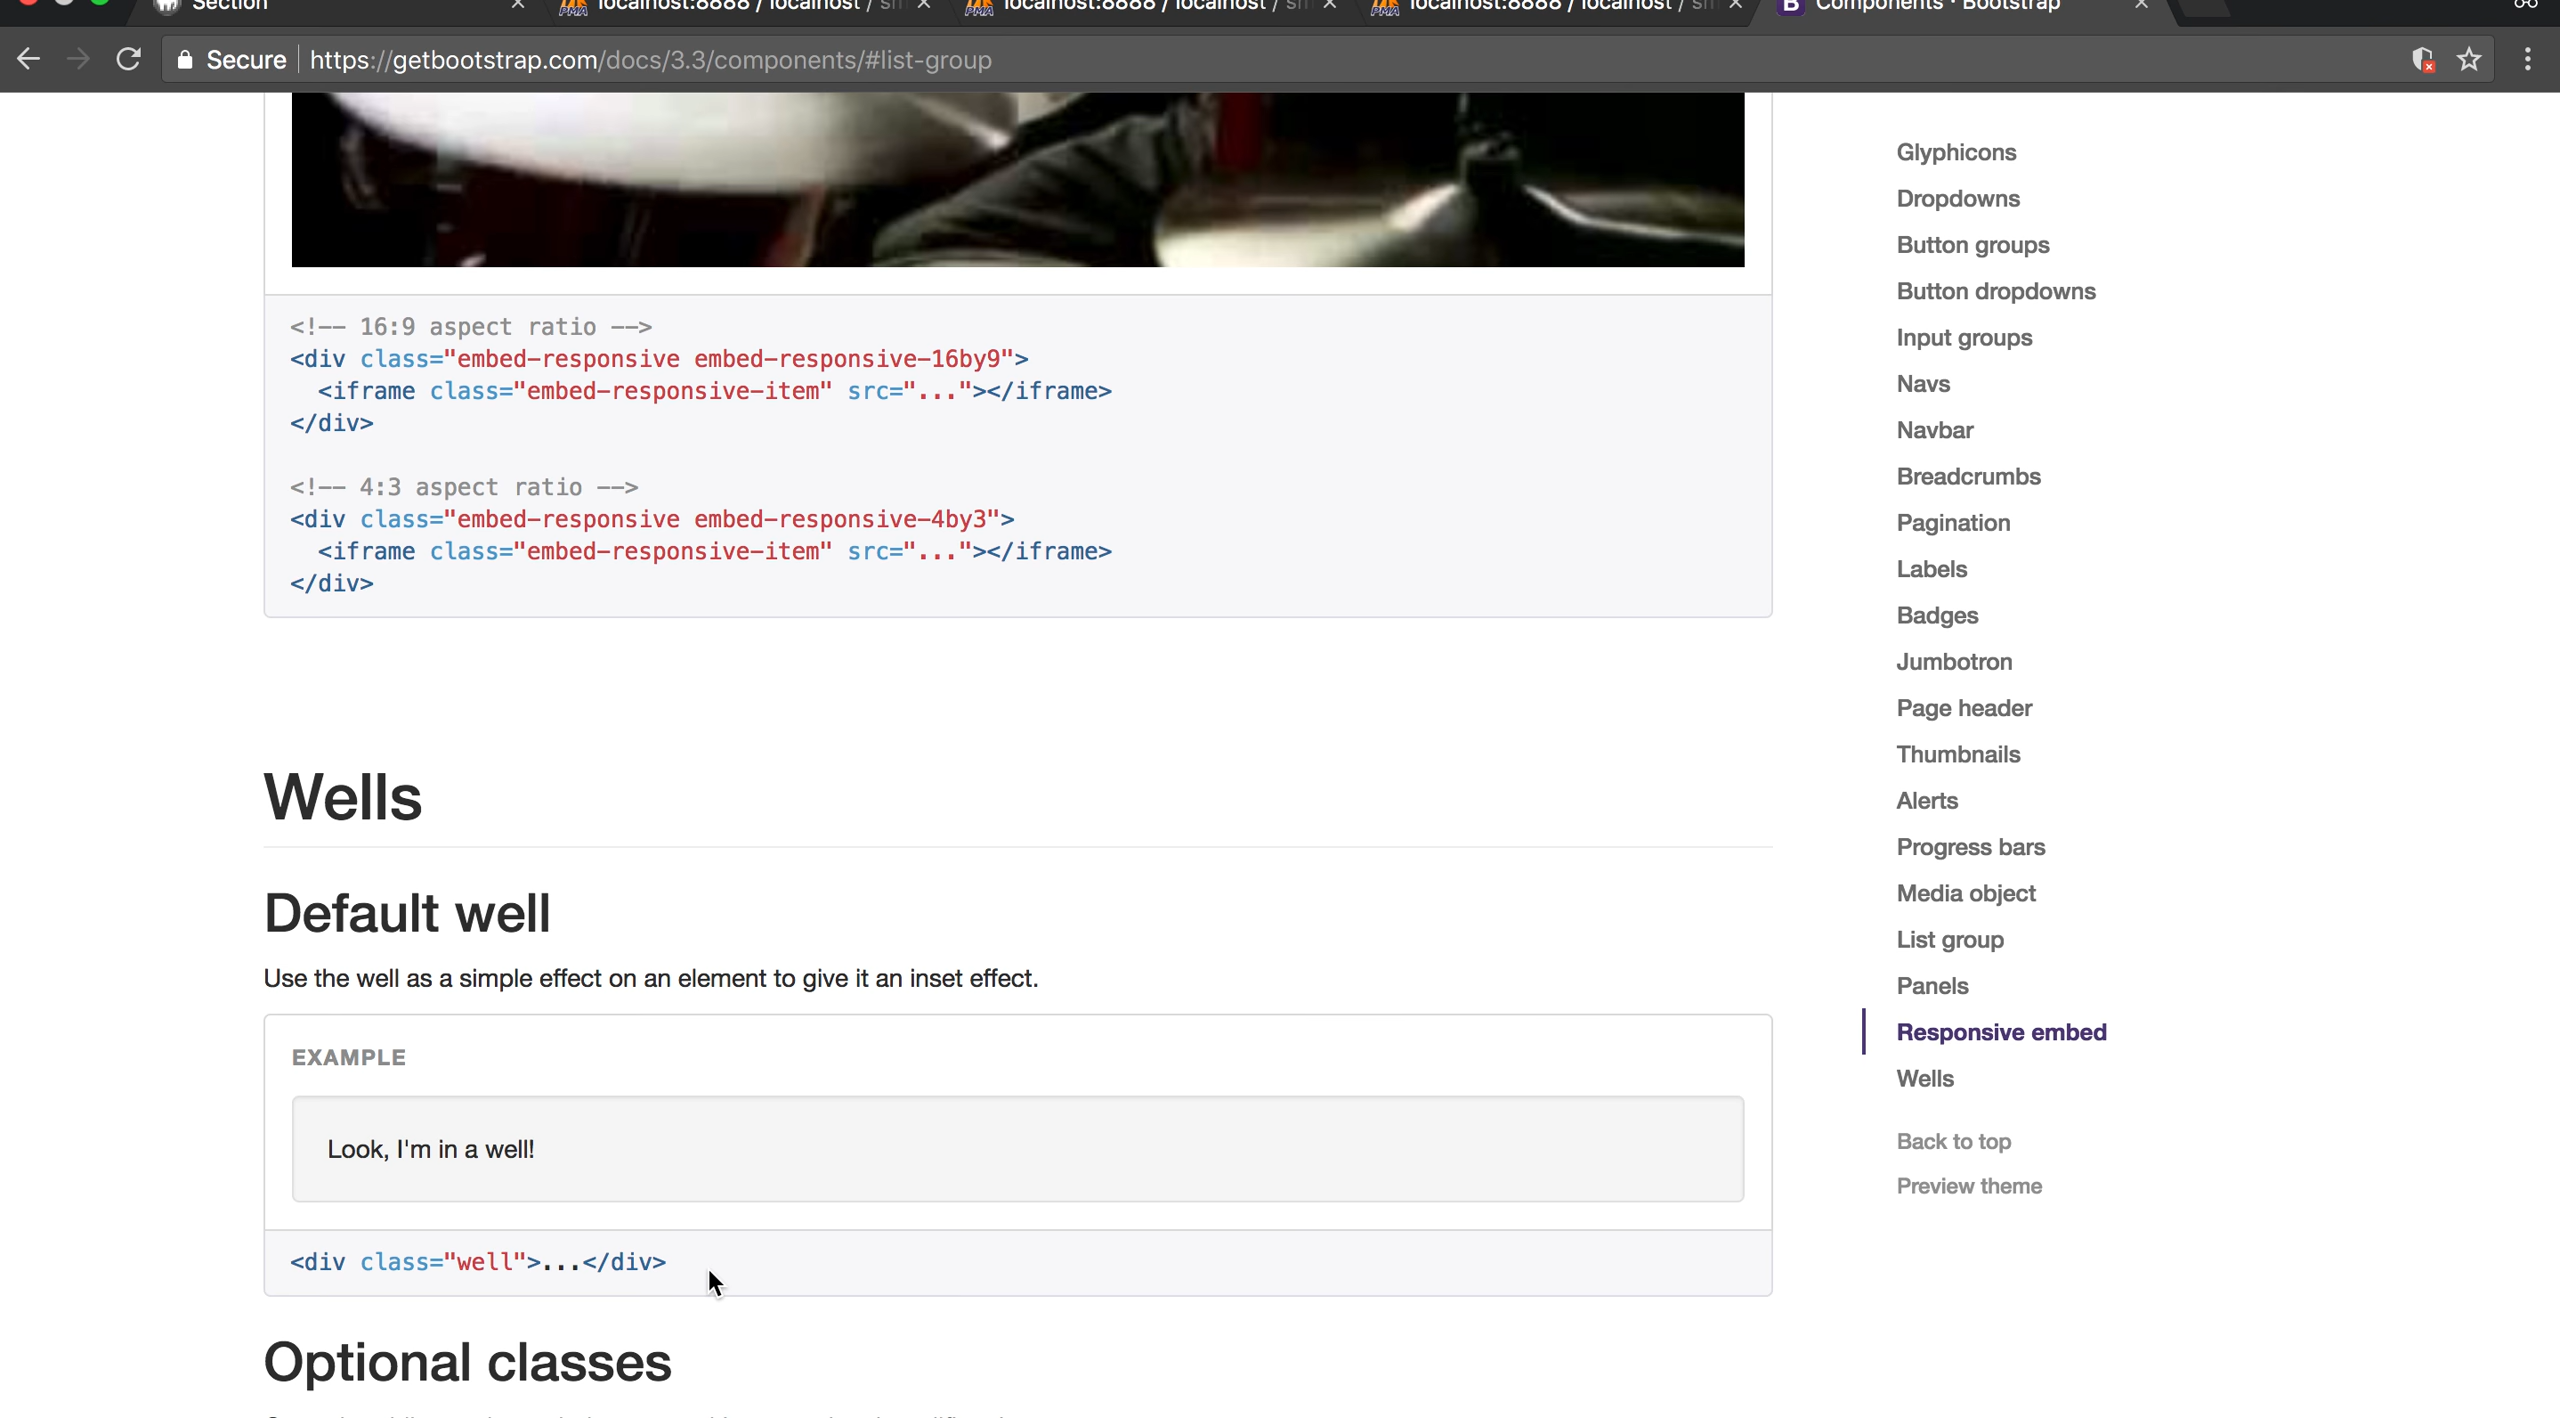 Section
localhost:8888 / localhost /
localhost:8888 / localhost /
localhost:8888 / localhost /
Components · Bootstrap
Secure
https://getbootstrap.com/docs/3.3/components/#list-group
<!-- 16:9 aspect ratio -->
<div class="embed-responsive embed-responsive-16by9">
  <iframe class="embed-responsive-item" src="..."></iframe>
</div>
<!-- 4:3 aspect ratio -->
<div class="embed-responsive embed-responsive-4by3">
  <iframe class="embed-responsive-item" src="..."></iframe>
</div>
Wells
Default well
Use the well as a simple effect on an element to give it an inset effect.
EXAMPLE
Look, I'm in a well!
<div class="well">...</div>
Optional classes
Glyphicons
Dropdowns
Button groups
Button dropdowns
Input groups
Navs
Navbar
Breadcrumbs
Pagination
Labels
Badges
Jumbotron
Page header
Thumbnails
Alerts
Progress bars
Media object
List group
Panels
Responsive embed
Wells
Back to top
Preview theme